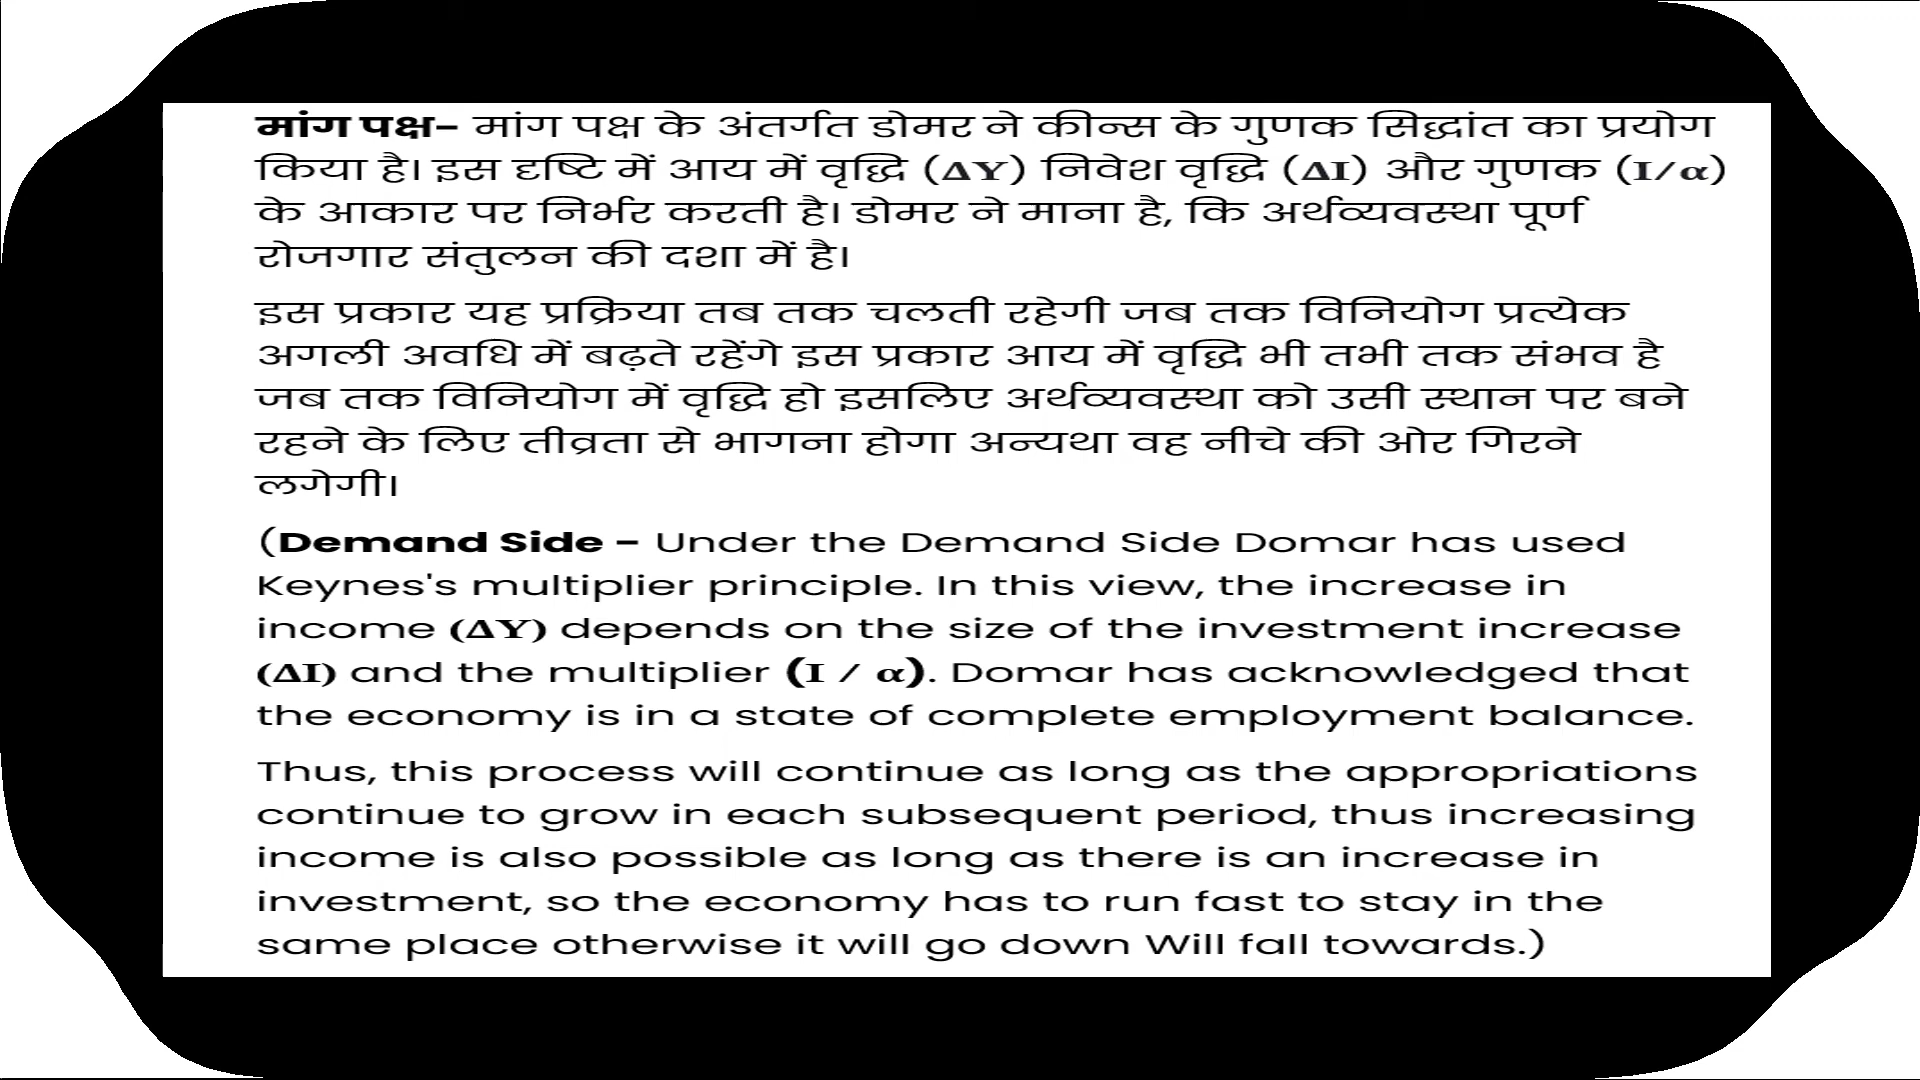 मांग पक्ष– मांग पक्ष के अंतर्गत डोमर ने कीन्स के गुणक सिद्धांत का प्रयोग
किया है। इस दृष्टि में आय में वृद्धि (ΔY) निवेश वृद्धि (ΔI) और गुणक (I/α)
के आकार पर निर्भर करती है। डोमर ने माना है, कि अर्थव्यवस्था पूर्ण
रोजगार संतुलन की दशा में है।
इस प्रकार यह प्रक्रिया तब तक चलती रहेगी जब तक विनियोग प्रत्येक
अगली अवधि में बढ़ते रहेंगे इस प्रकार आय में वृद्धि भी तभी तक संभव है
जब तक विनियोग में वृद्धि हो इसलिए अर्थव्यवस्था को उसी स्थान पर बने
रहने के लिए तीव्रता से भागना होगा अन्यथा वह नीचे की ओर गिरने
लगेगी।
(Demand Side – Under the Demand Side Domar has used
Keynes's multiplier principle. In this view, the increase in
income (ΔY) depends on the size of the investment increase
(ΔI) and the multiplier (I / α). Domar has acknowledged that
the economy is in a state of complete employment balance.
Thus, this process will continue as long as the appropriations
continue to grow in each subsequent period, thus increasing
income is also possible as long as there is an increase in
investment, so the economy has to run fast to stay in the
same place otherwise it will go down Will fall towards.)